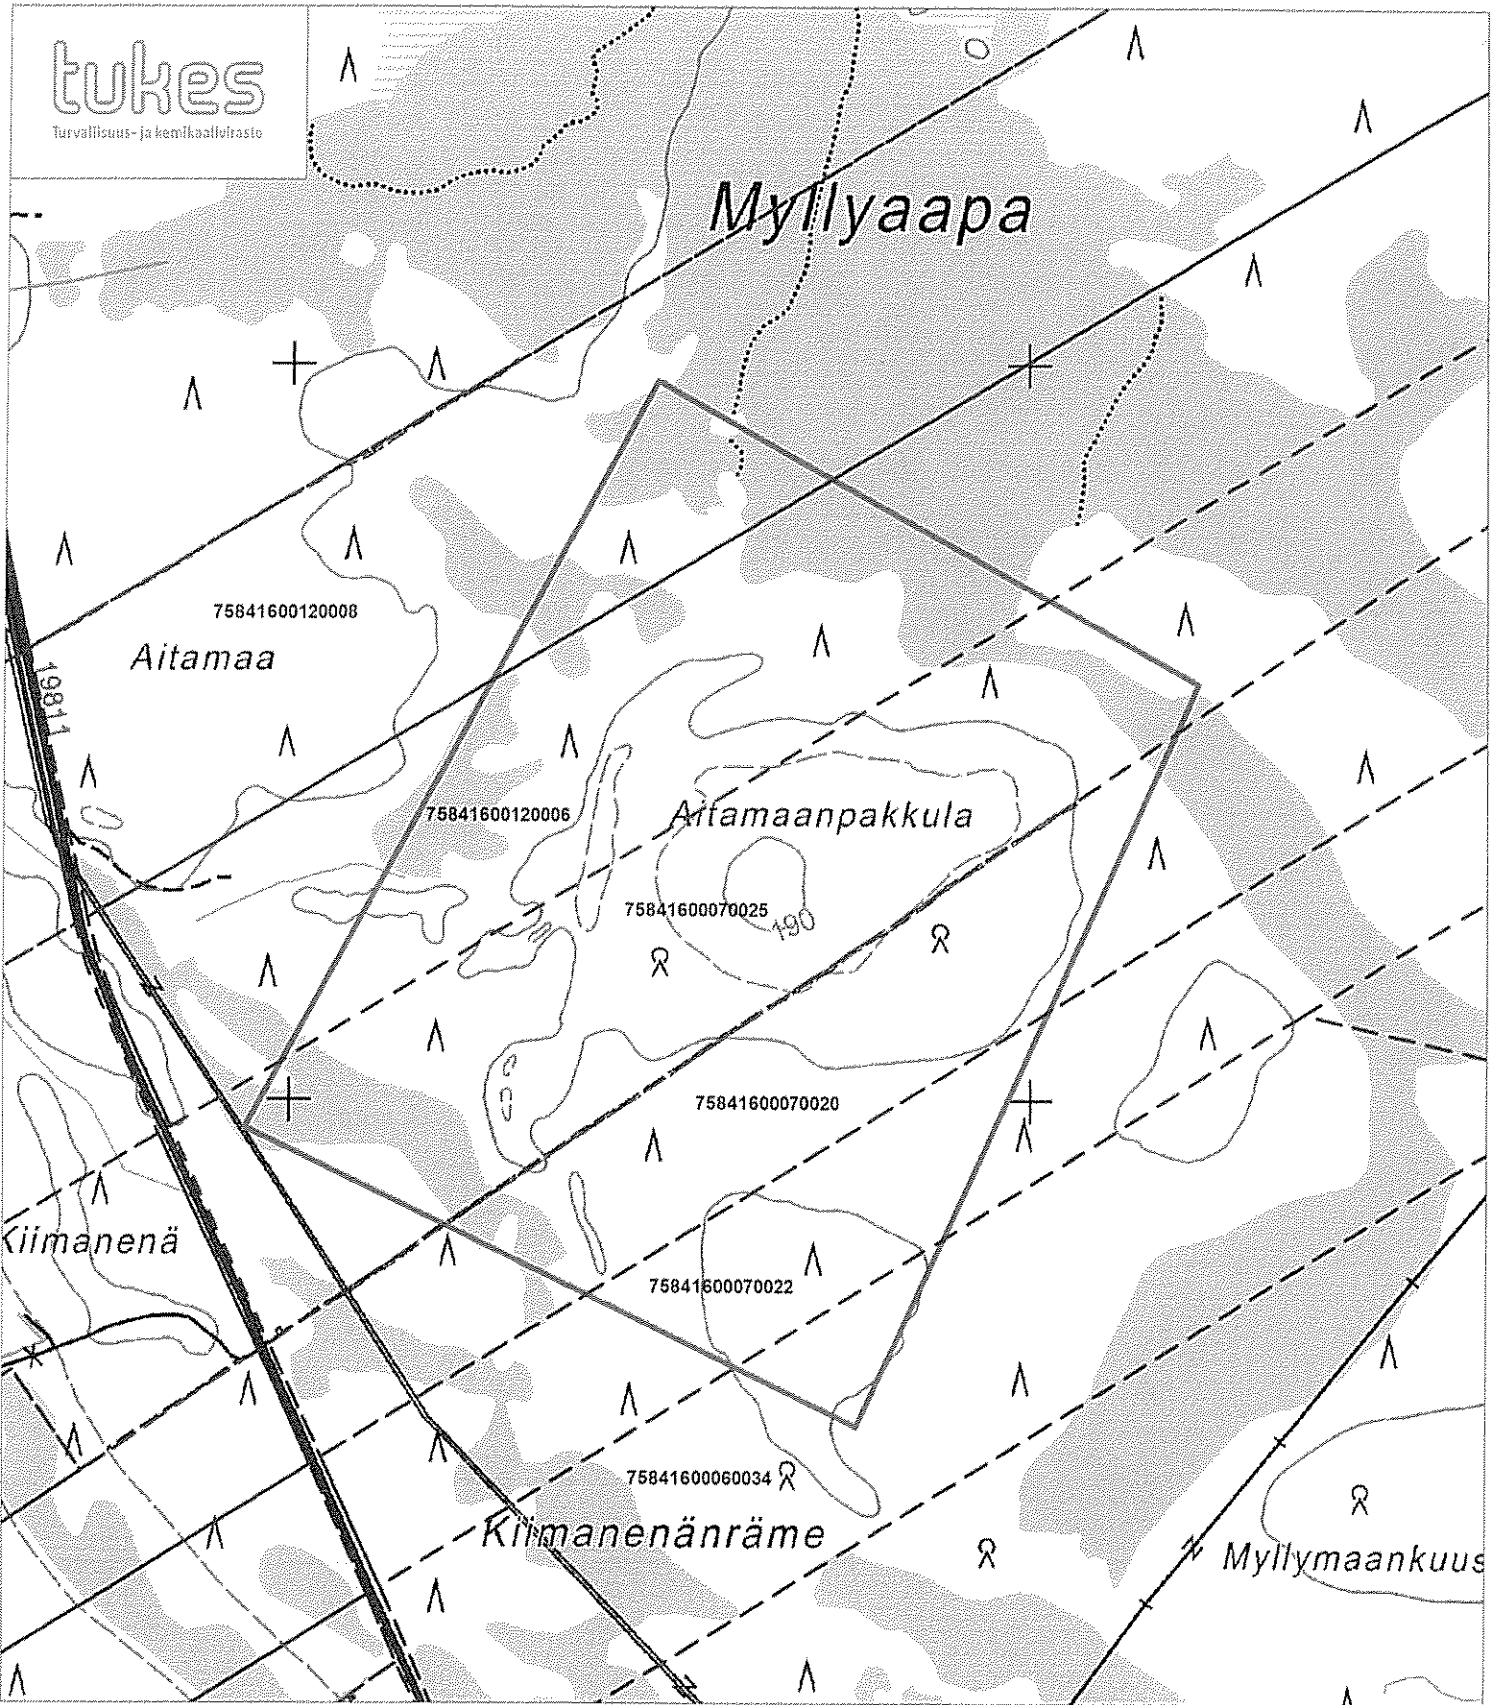 tukes
Turvallisuus- ja kemikaalivirasto
Myllyaapa
75841600120008
Aitamaa
19811
75841600120006
Aitamaanpakkula
75841600070025
190
75841600070020
Kiimanenä
75841600070022
75841600060034
Kiimanenänräme
Myllymaankuus